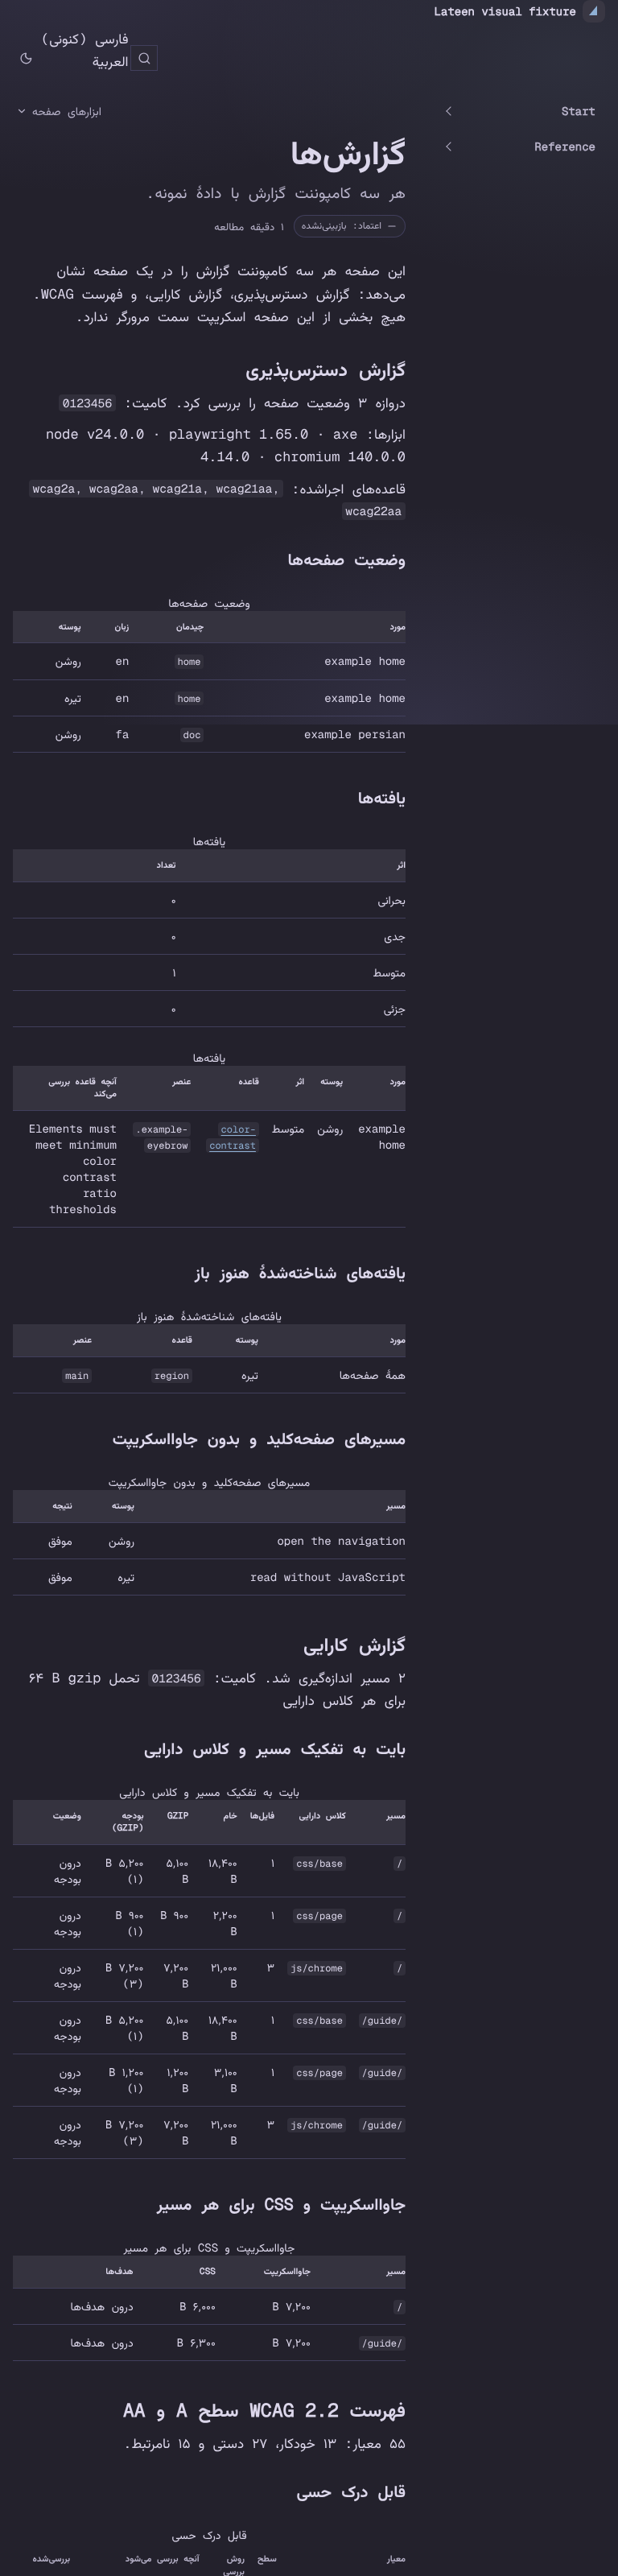 Lateen visual fixture
فارسی (کنونی)
العربية
Start
Reference
ابزارهای صفحه
گزارش‌ها
هر سه کامپوننت گزارش با دادهٔ نمونه.
— اعتماد: بازبینی‌نشده
۱ دقیقه مطالعه
این صفحه هر سه کامپوننت گزارش را در یک صفحه نشان
می‌دهد: گزارش دسترس‌پذیری، گزارش کارایی، و فهرست WCAG.
هیچ بخشی از این صفحه اسکریپت سمت مرورگر ندارد.
گزارش دسترس‌پذیری
دروازه ۳ وضعیت صفحه را بررسی کرد. کامیت: 0123456
ابزارها: node v24.0.0 · playwright 1.65.0 · axe
4.14.0 · chromium 140.0.0
قاعده‌های اجراشده: wcag2a, wcag2aa, wcag21a, wcag21aa,
wcag22aa
وضعیت صفحه‌ها
وضعیت صفحه‌ها
مورد چیدمان زبان پوسته
example home home en روشن
example home home en تیره
example persian doc fa روشن
یافته‌ها
یافته‌ها
اثر تعداد
بحرانی ۰
جدی ۰
متوسط ۱
جزئی ۰
یافته‌ها
مورد پوسته اثر قاعده عنصر آنچه قاعده بررسی
می‌کند
example روشن متوسط color- .example- Elements must
home contrast eyebrow meet minimum
color
contrast
ratio
thresholds
یافته‌های شناخته‌شدهٔ هنوز باز
یافته‌های شناخته‌شدهٔ هنوز باز
مورد پوسته قاعده عنصر
همهٔ صفحه‌ها تیره region main
مسیرهای صفحه‌کلید و بدون جاوااسکریپت
مسیرهای صفحه‌کلید و بدون جاوااسکریپت
مسیر پوسته نتیجه
open the navigation روشن موفق
read without JavaScript تیره موفق
گزارش کارایی
۲ مسیر اندازه‌گیری شد. کامیت: 0123456 تحمل ۶۴ B gzip
برای هر کلاس دارایی
بایت به تفکیک مسیر و کلاس دارایی
بایت به تفکیک مسیر و کلاس دارایی
مسیر کلاس دارایی فایل‌ها خام GZIP بودجه وضعیت
(GZIP)
/ css/base ۱ ۱۸٬۴۰۰ ۵٬۱۰۰ ۵٬۲۰۰ B درون
B B (۱) بودجه
/ css/page ۱ ۲٬۲۰۰ ۹۰۰ B ۹۰۰ B درون
B (۱) بودجه
/ js/chrome ۳ ۲۱٬۰۰۰ ۷٬۲۰۰ ۷٬۲۰۰ B درون
B B (۳) بودجه
/guide/ css/base ۱ ۱۸٬۴۰۰ ۵٬۱۰۰ ۵٬۲۰۰ B درون
B B (۱) بودجه
/guide/ css/page ۱ ۳٬۱۰۰ ۱٬۲۰۰ ۱٬۲۰۰ B درون
B B (۱) بودجه
/guide/ js/chrome ۳ ۲۱٬۰۰۰ ۷٬۲۰۰ ۷٬۲۰۰ B درون
B B (۳) بودجه
جاوااسکریپت و CSS برای هر مسیر
جاوااسکریپت و CSS برای هر مسیر
مسیر جاوااسکریپت CSS هدف‌ها
/ ۷٬۲۰۰ B ۶٬۰۰۰ B درون هدف‌ها
/guide/ ۷٬۲۰۰ B ۶٬۳۰۰ B درون هدف‌ها
فهرست WCAG 2.2 سطح A و AA
۵۵ معیار: ۱۳ خودکار، ۲۷ دستی و ۱۵ نامرتبط.
قابل درک حسی
قابل درک حسی
معیار سطح روش آنچه بررسی می‌شود بررسی‌شده
بررسی